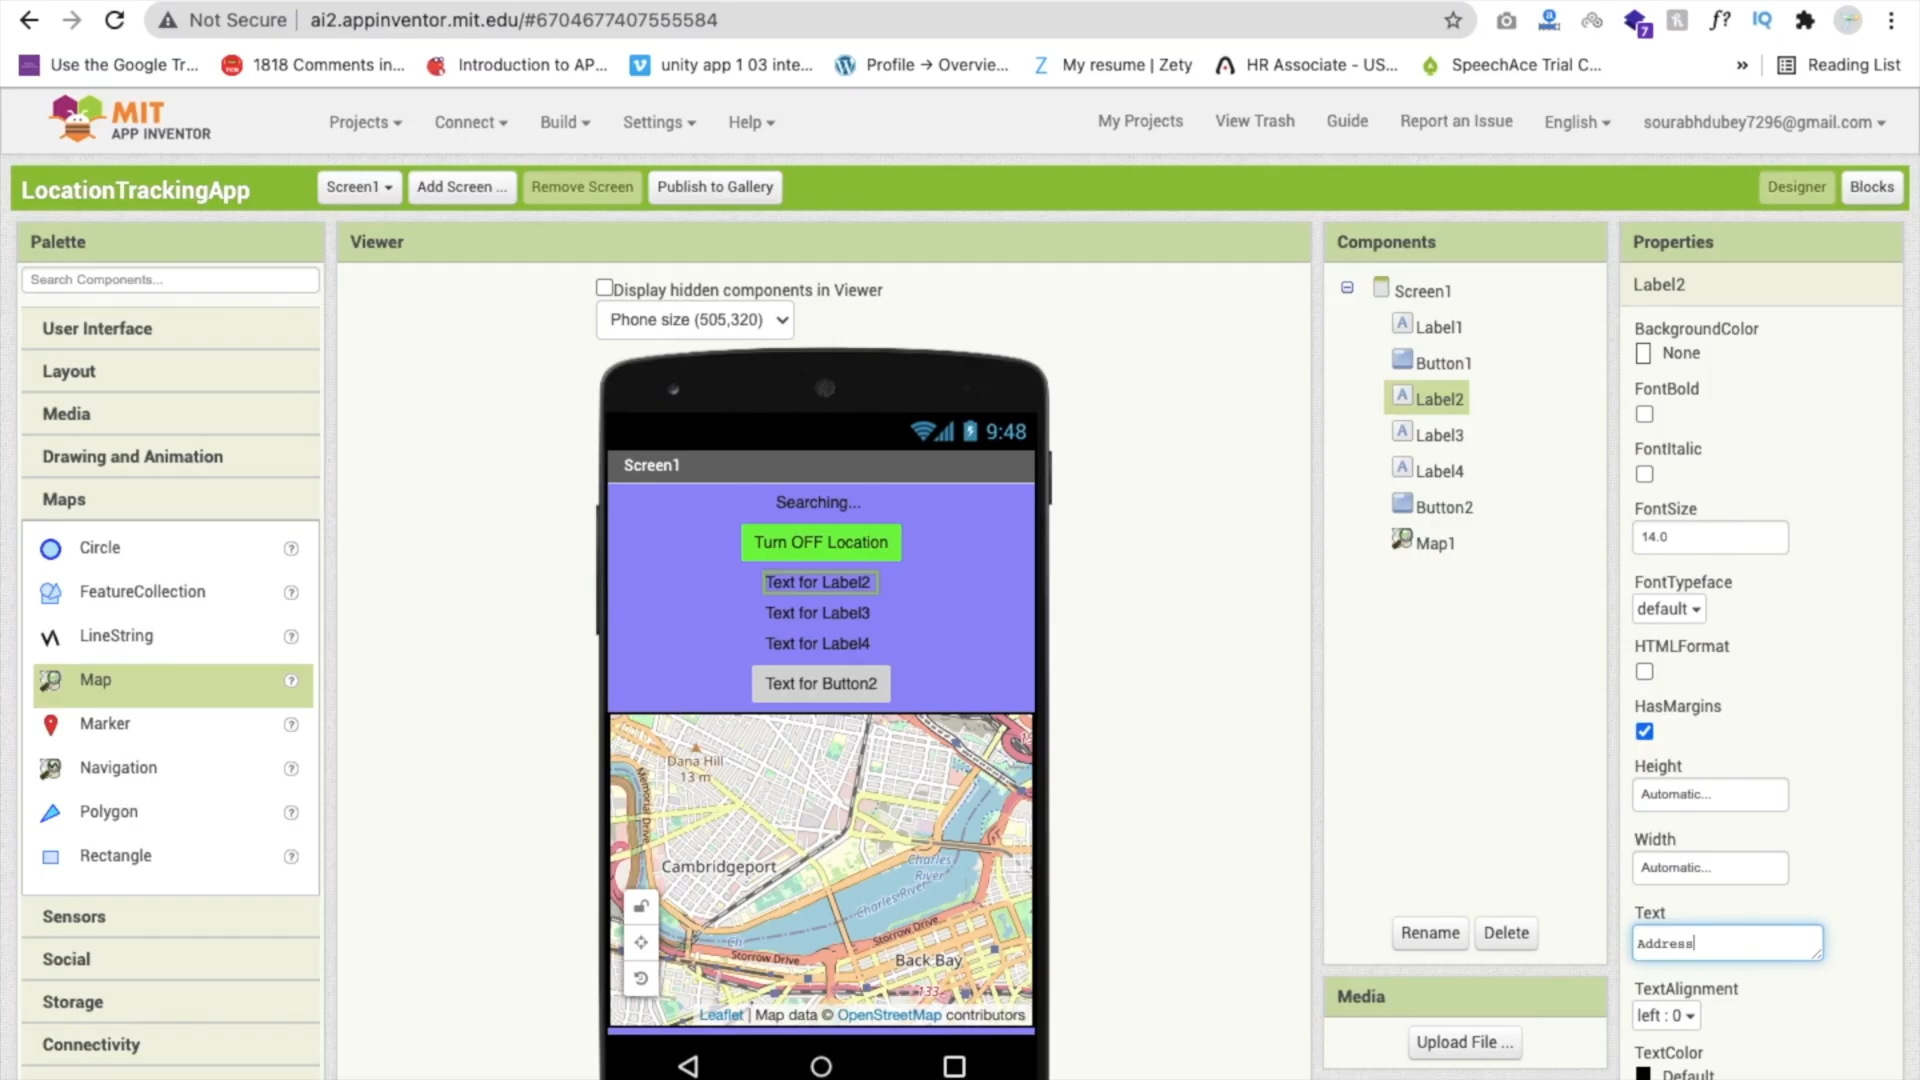 Not Secure
ai2.appinventor.mit.edu/#6704677407555584
Use the Google Tr...
1818 Comments in...
Introduction to AP...
unity app 1 03 inte...
Profile → Overvie...
My resume | Zety
HR Associate - US...
SpeechAce Trial C...
»
Reading List
MIT
APP INVENTOR
Projects
Connect
Build
Settings
Help
My Projects
View Trash
Guide
Report an Issue
English
sourabhdubey7296@gmail.com
LocationTrackingApp
Screen1
Add Screen ...
Remove Screen
Publish to Gallery
Designer
Blocks
Palette
Search Components...
User Interface
Layout
Media
Drawing and Animation
Maps
Circle
FeatureCollection
LineString
Map
Marker
Navigation
Polygon
Rectangle
Sensors
Social
Storage
Connectivity
Viewer
Display hidden components in Viewer
Phone size (505,320)
9:48
Screen1
Searching...
Turn OFF Location
Text for Label2
Text for Label3
Text for Label4
Text for Button2
Dana Hill
13 m
Memorial Drive
Cambridgeport
Charles
River
Charles River
Storrow Drive
Storrow Drive
Back Bay
133
Leaflet | Map data © OpenStreetMap contributors
Components
Screen1
Label1
Button1
Label2
Label3
Label4
Button2
Map1
Rename
Delete
Media
Upload File ...
Properties
Label2
BackgroundColor
None
FontBold
FontItalic
FontSize
14.0
FontTypeface
default
HTMLFormat
HasMargins
Height
Automatic...
Width
Automatic...
Text
Address
TextAlignment
left : 0
TextColor
Default